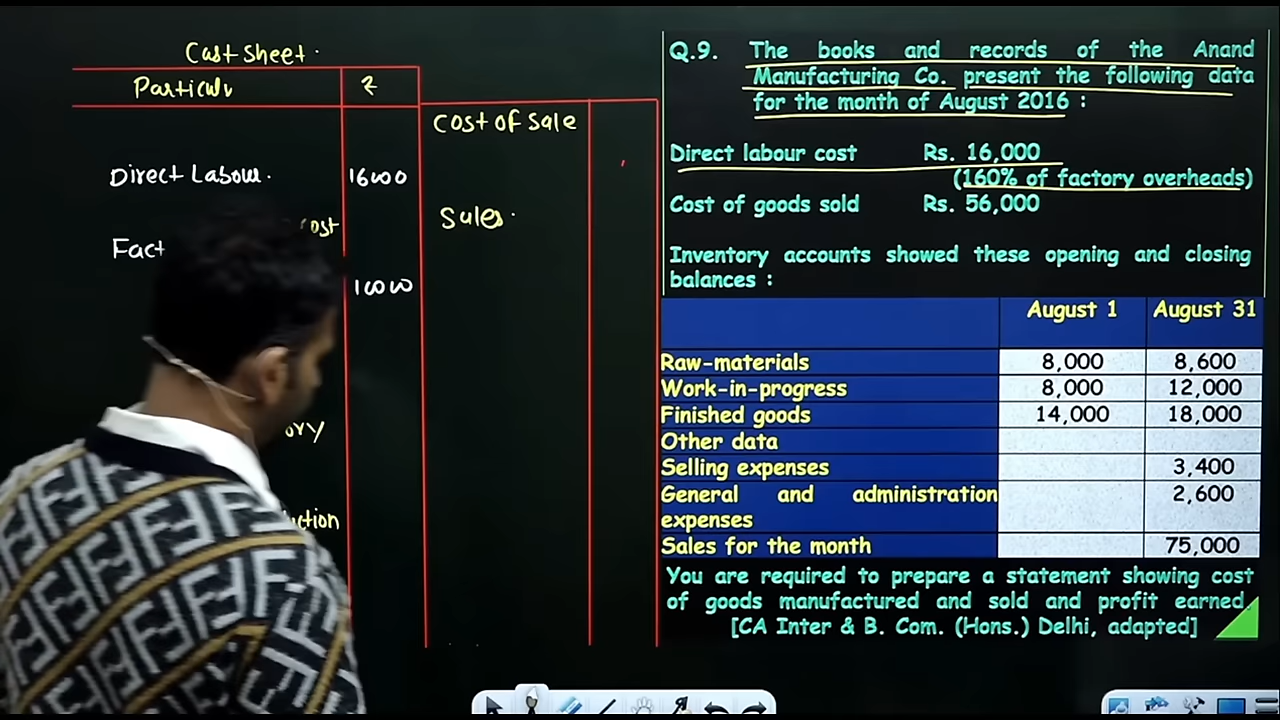 Cast Sheet.
Particulr ₹
Direct Labour. 16000
cost
Fact
10000
ory
uction
Cost of Sale
Sales.
Q.9. The books and records of the Anand
Manufacturing Co. present the following data
for the month of August 2016 :
Direct labour cost Rs. 16,000
(160% of factory overheads)
Cost of goods sold Rs. 56,000
Inventory accounts showed these opening and closing
balances :
August 1 August 31
Raw-materials 8,000 8,600
Work-in-progress 8,000 12,000
Finished goods 14,000 18,000
Other data
Selling expenses 3,400
General and administration 2,600
expenses
Sales for the month 75,000
You are required to prepare a statement showing cost
of goods manufactured and sold and profit earned.
[CA Inter & B. Com. (Hons.) Delhi, adapted]